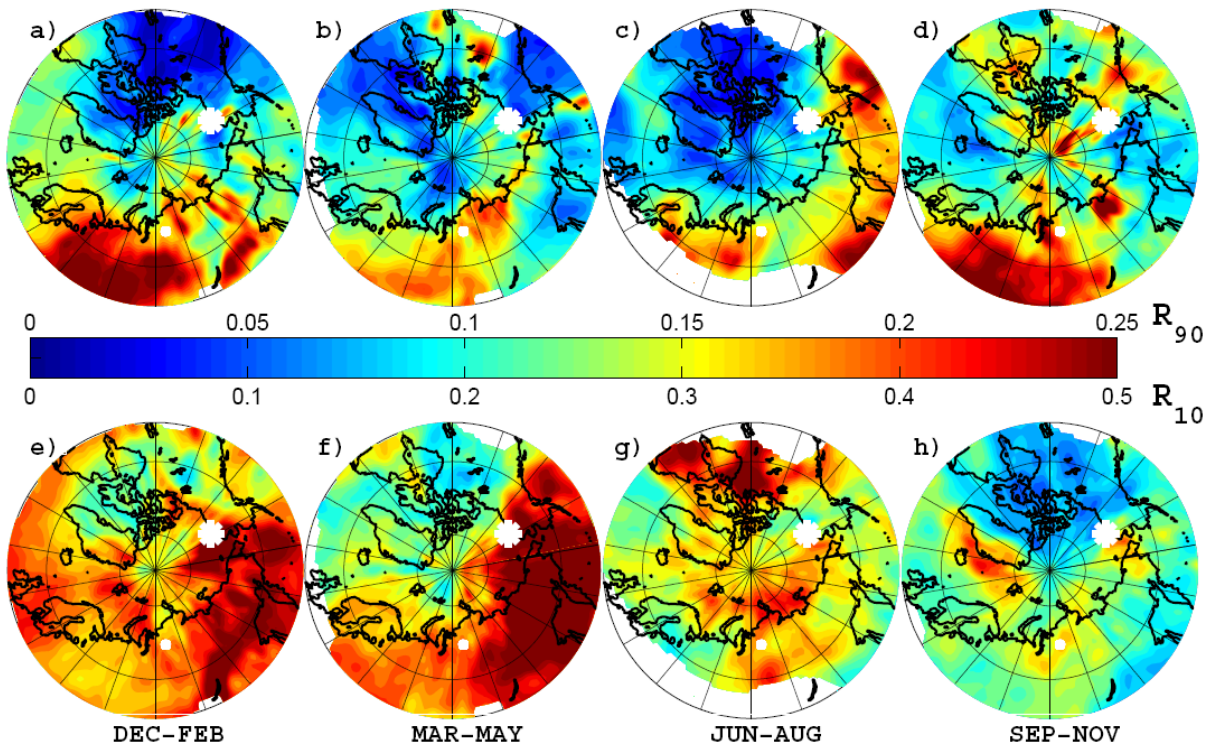 a) b) c) d)
0 0.05 0.1 0.15 0.2 0.25 R90
0 0.1 0.2 0.3 0.4 0.5 R10
e) f) g) h)
DEC-FEB MAR-MAY JUN-AUG SEP-NOV